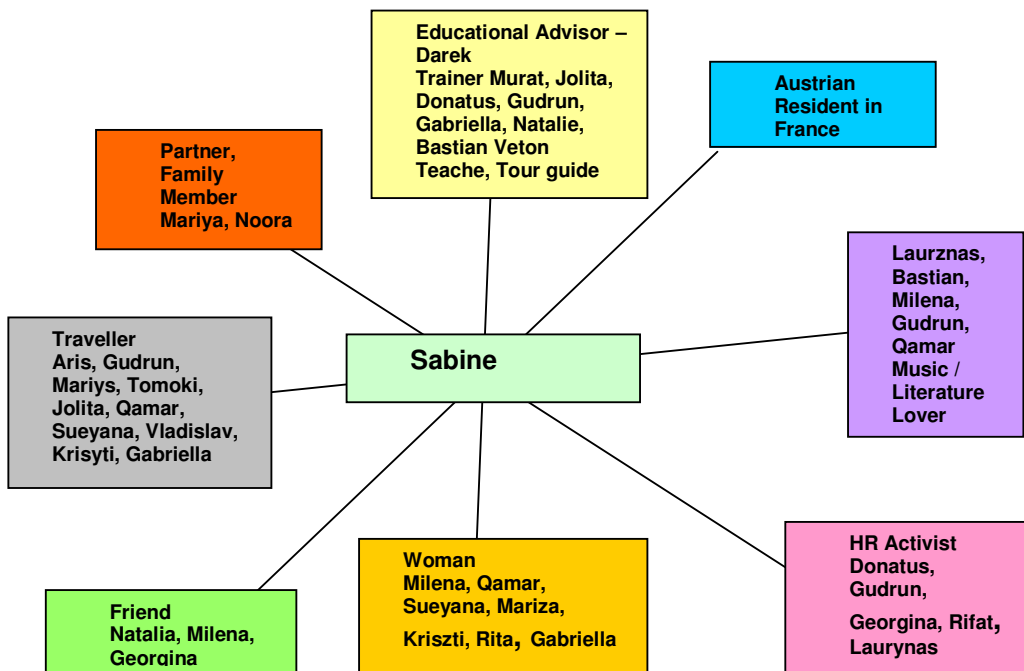 Educational Advisor –
Darek
Trainer Murat, Jolita,
Donatus, Gudrun,
Gabriella, Natalie,
Bastian Veton
Teache, Tour guide
Austrian
Resident in
France
Partner,
Family
Member
Mariya, Noora
Laurznas,
Bastian,
Milena,
Gudrun,
Qamar
Music /
Literature
Lover
Traveller
Aris, Gudrun,
Mariys, Tomoki,
Jolita, Qamar,
Sueyana, Vladislav,
Krisyti, Gabriella
Sabine
HR Activist
Donatus,
Gudrun,
Georgina, Rifat,
Laurynas
Woman
Milena, Qamar,
Sueyana, Mariza,
Kriszti, Rita, Gabriella
Friend
Natalia, Milena,
Georgina